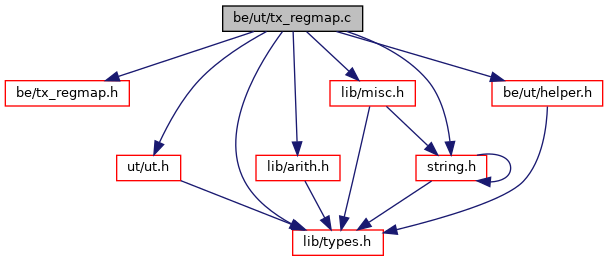 be/ut/tx_regmap.c
be/tx_regmap.h
lib/misc.h
be/ut/helper.h
ut/ut.h
lib/arith.h
string.h
lib/types.h